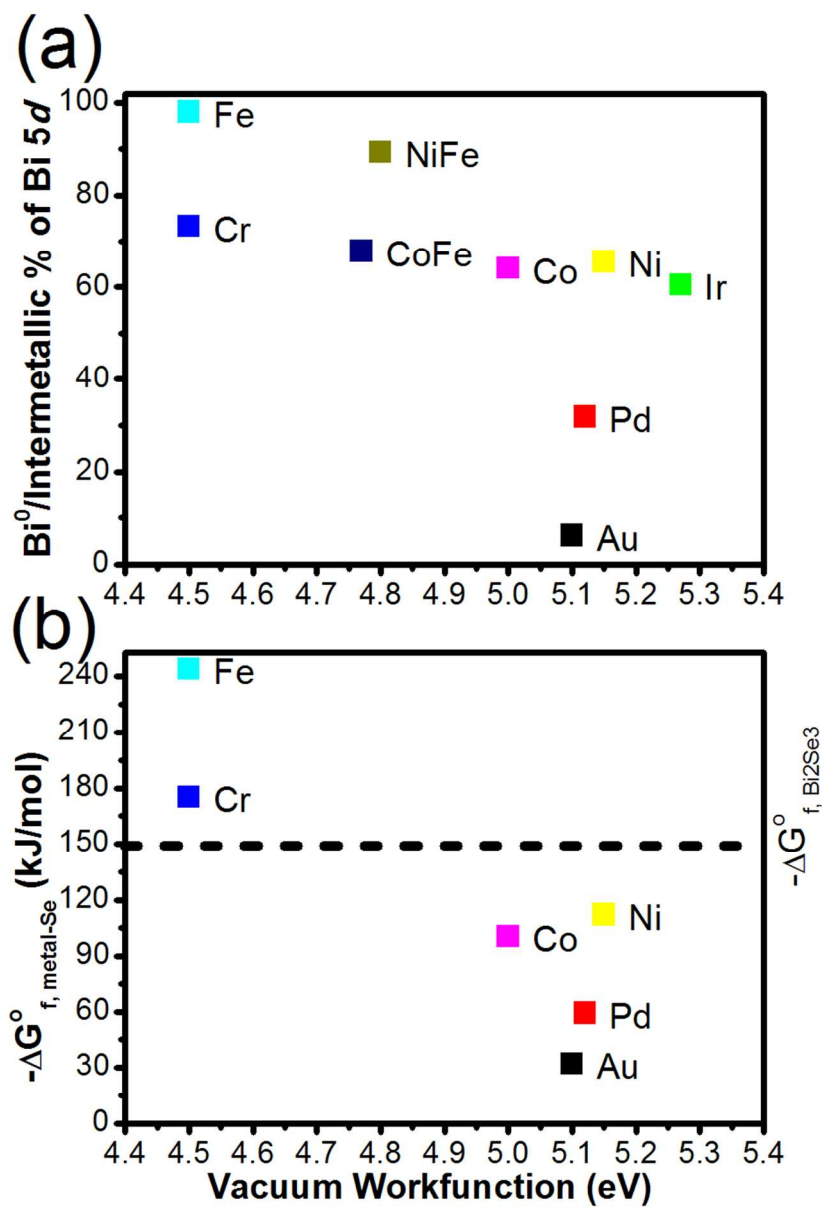 (a)
Bi⁰/Intermetallic % of Bi 5d
100
80
60
40
20
0
Fe
NiFe
Cr
CoFe
Co
Ni
Ir
Pd
Au
4.4 4.5 4.6 4.7 4.8 4.9 5.0 5.1 5.2 5.3 5.4
(b)
-ΔG°f, metal-Se (kJ/mol)
240
210
180
150
120
90
60
30
0
Fe
Cr
Ni
Co
Pd
Au
-ΔG°f, Bi2Se3
4.4 4.5 4.6 4.7 4.8 4.9 5.0 5.1 5.2 5.3 5.4
Vacuum Workfunction (eV)